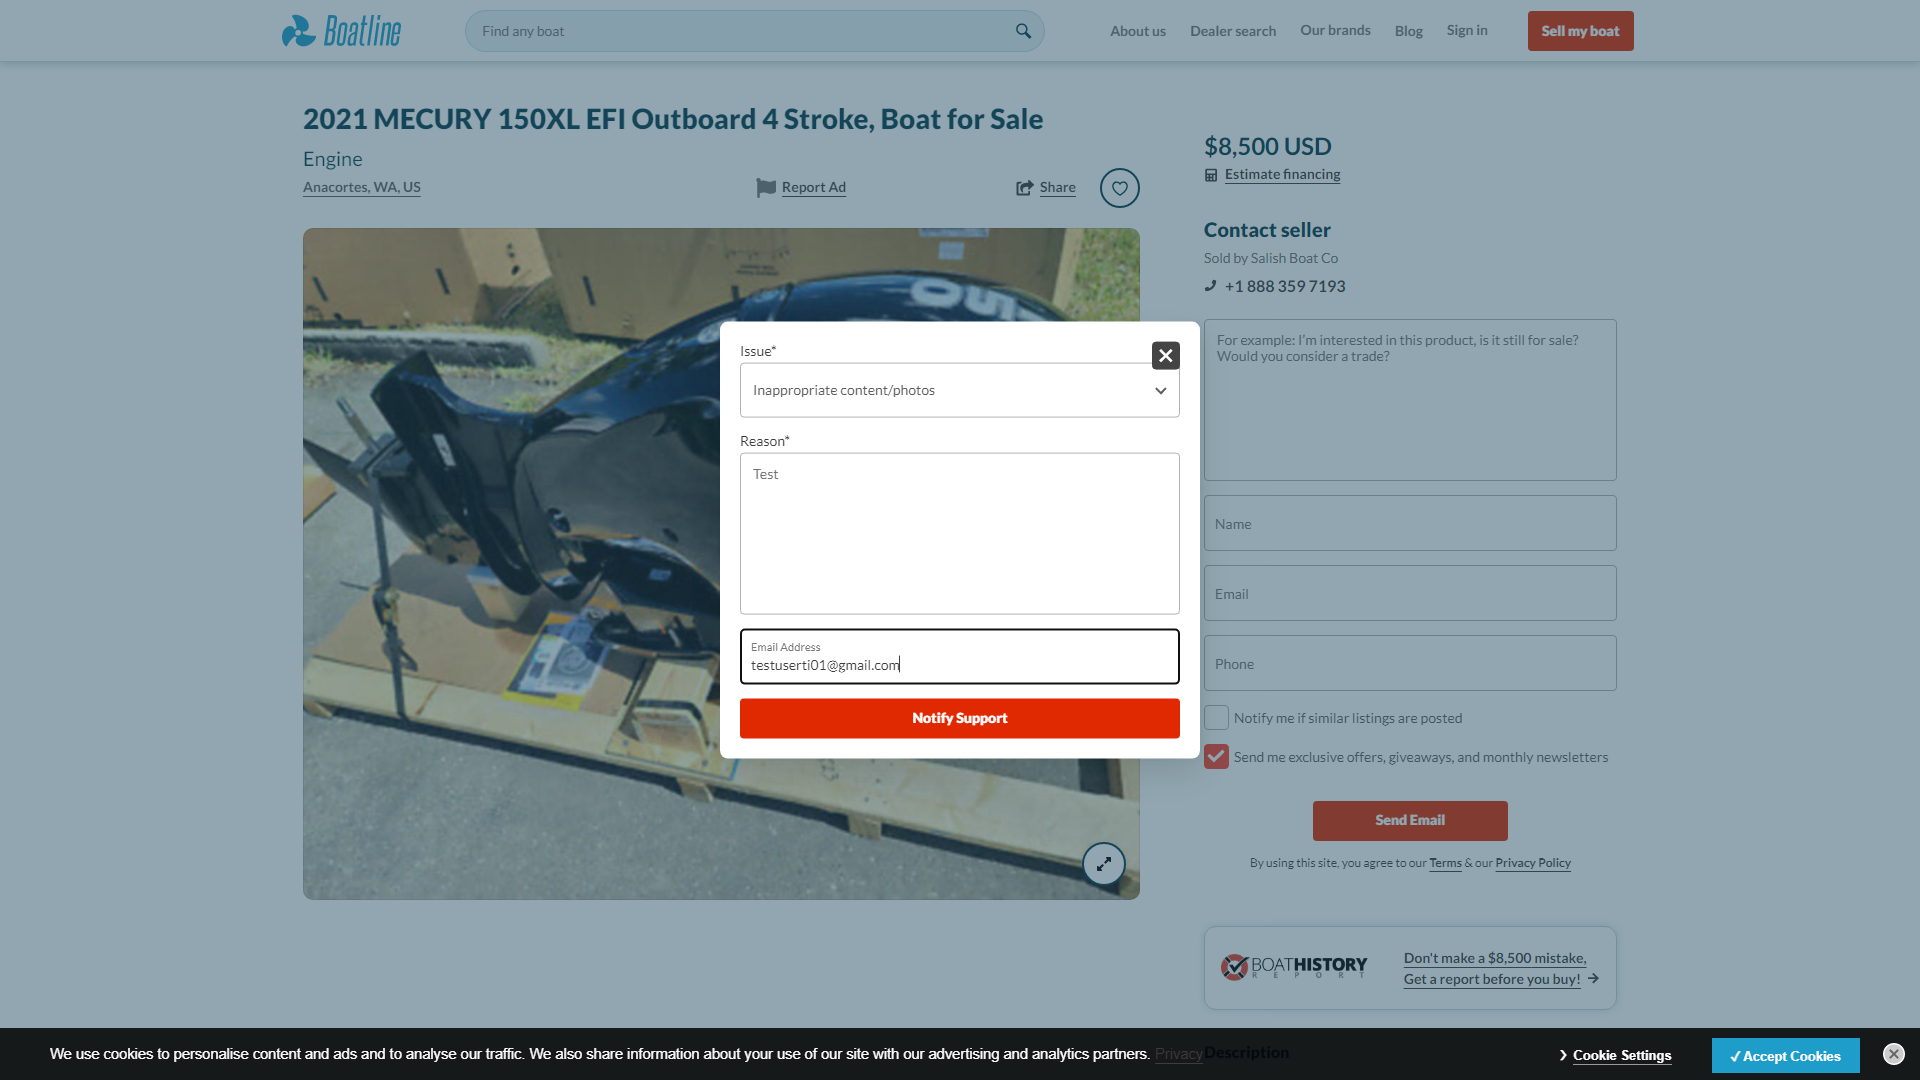 Boatline
Find any boat
About us
Dealer search
Our brands
Blog
Sign in
Sell my boat
2021 MECURY 150XL EFI Outboard 4 Stroke, Boat for Sale
Engine
Anacortes, WA, US
Report Ad
Share
$8,500 USD
Estimate financing
Contact seller
Sold by Salish Boat Co
+1 888 359 7193
For example: I'm interested in this product, is it still for sale?
Would you consider a trade?
Name
Email
Phone
Notify me if similar listings are posted
Send me exclusive offers, giveaways, and monthly newsletters
Send Email
By using this site, you agree to our Terms & our Privacy Policy
Issue*
Inappropriate content/photos
Reason*
Test
Email Address
testuserti01@gmail.com
Notify Support
BOATHISTORY
REPORT
Don't make a $8,500 mistake,
Get a report before you buy!
Description
We use cookies to personalise content and ads and to analyse our traffic. We also share information about your use of our site with our advertising and analytics partners. Privacy
Cookie Settings
Accept Cookies